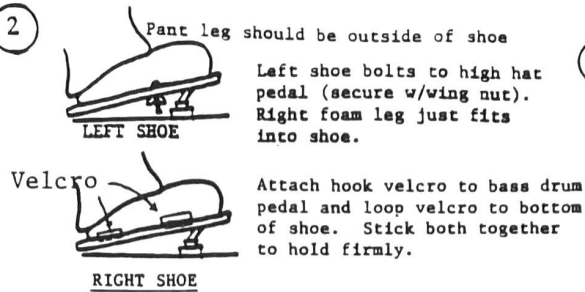 2
Pant leg should be outside of shoe
Left shoe bolts to high hat
pedal (secure w/wing nut).
Right foam leg just fits
into shoe.
LEFT SHOE
Velcro
Attach hook velcro to bass drum
pedal and loop velcro to bottom
of shoe. Stick both together
to hold firmly.
RIGHT SHOE